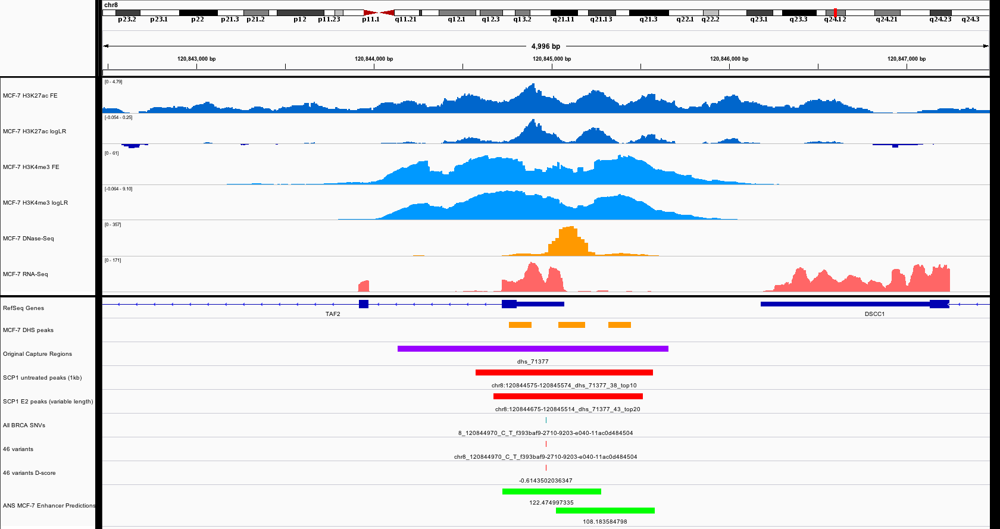 chr8
p23.2 p23.1 p22 p21.3 p21.2 p12 p11.23 p11.1 q11.21 q12.1 q12.3 q13.2 q21.11 q21.13 q21.3 q22.1 q22.2 q23.1 q23.3 q24.12 q24.21 q24.23 q24.3
4,996 bp
120,843,000 bp 120,844,000 bp 120,845,000 bp 120,846,000 bp 120,847,000 bp
[0 - 4.79]
MCF-7 H3K27ac FE
[-0.054 - 0.25]
MCF-7 H3K27ac logLR
[0 - 61]
MCF-7 H3K4me3 FE
[-0.064 - 9.10]
MCF-7 H3K4me3 logLR
[0 - 357]
MCF-7 DNase-Seq
[0 - 171]
MCF-7 RNA-Seq
RefSeq Genes
TAF2 DSCC1
MCF-7 DHS peaks
Original Capture Regions
dhs_71377
SCP1 untreated peaks (1kb)
chr8:120844575-120845574_dhs_71377_38_top10
SCP1 E2 peaks (variable length)
chr8:120844675-120845514_dhs_71377_43_top20
All BRCA SNVs
8_120844970_C_T_f393baf9-2710-9203-e040-11ac0d484504
46 variants
chr8_120844970_C_T_f393baf9-2710-9203-e040-11ac0d484504
46 variants D-score
-0.6143502036347
122.474997335
ANS MCF-7 Enhancer Predictions
108.183584798